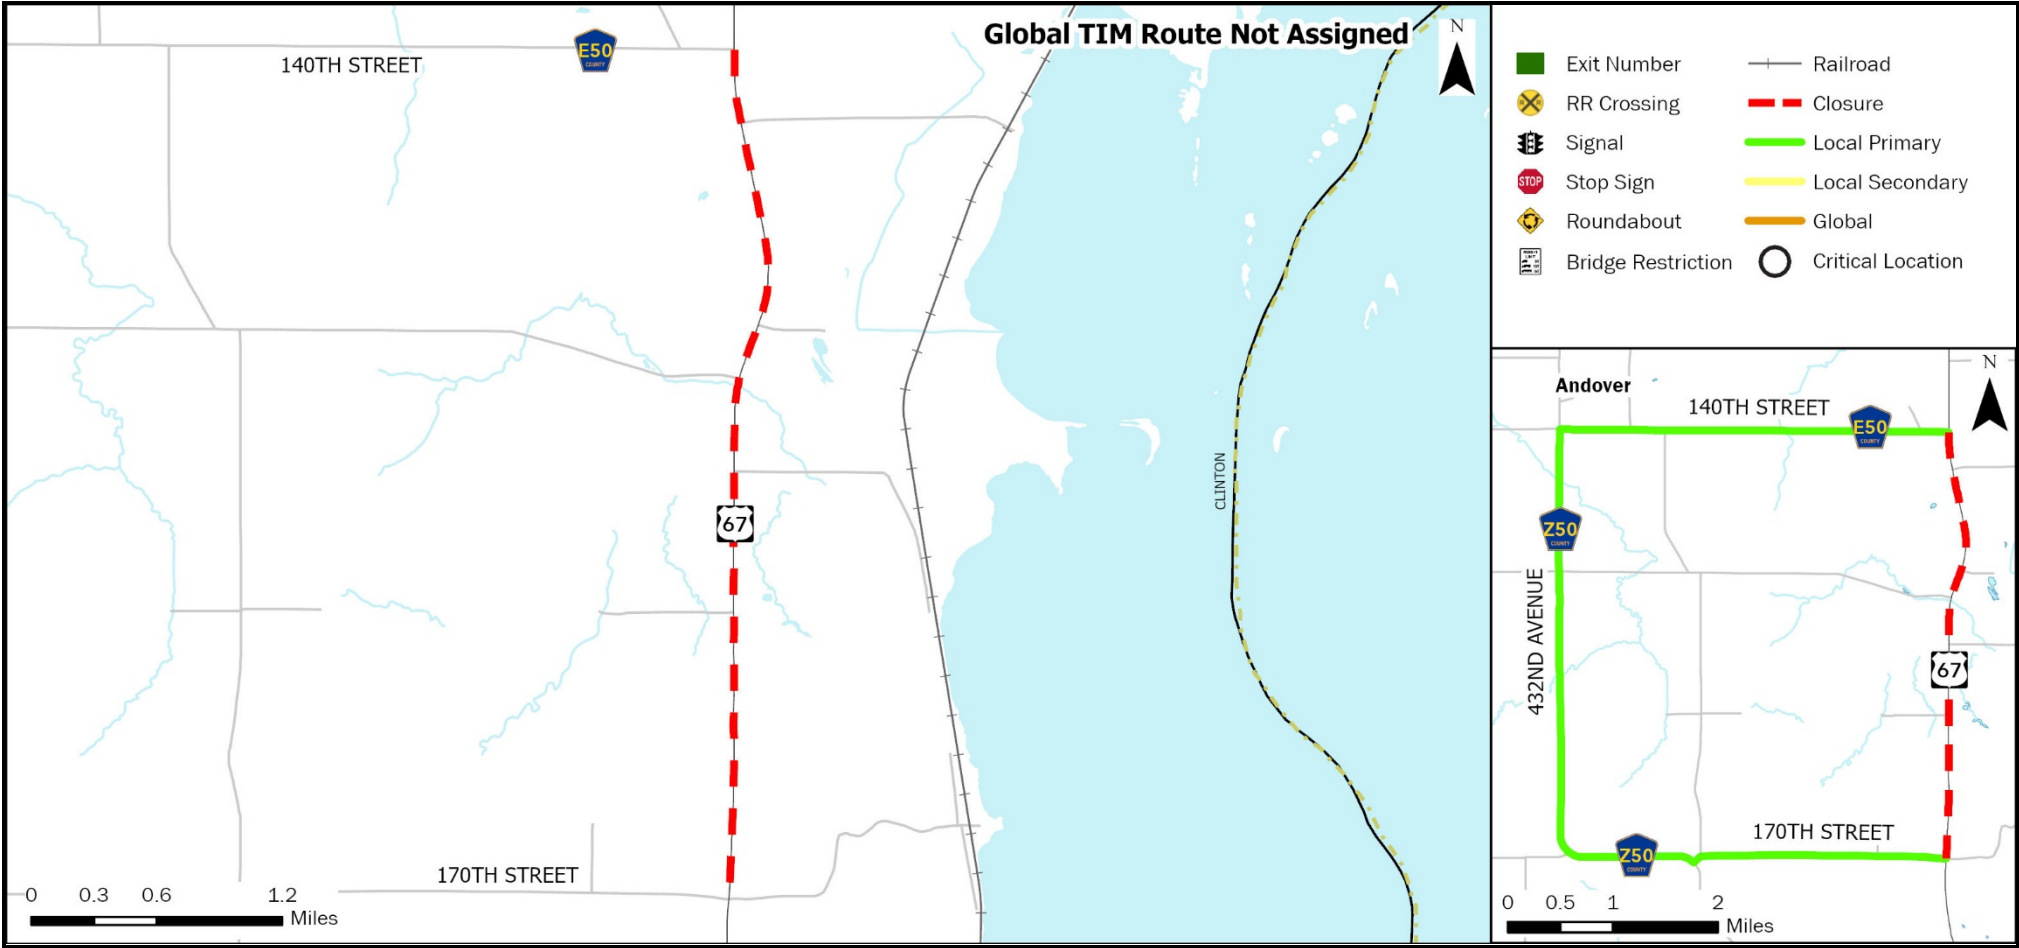 Global TIM Route Not Assigned
N
E50
COUNTY
140TH STREET
67
CLINTON
170TH STREET
0 0.3 0.6 1.2
Miles
Exit Number
RR Crossing
Signal
STOP Stop Sign
Roundabout
Bridge Restriction
Railroad
Closure
Local Primary
Local Secondary
Global
Critical Location
N
Andover
140TH STREET
E50
COUNTY
Z50
COUNTY
432ND AVENUE
67
170TH STREET
Z50
COUNTY
0 0.5 1 2
Miles